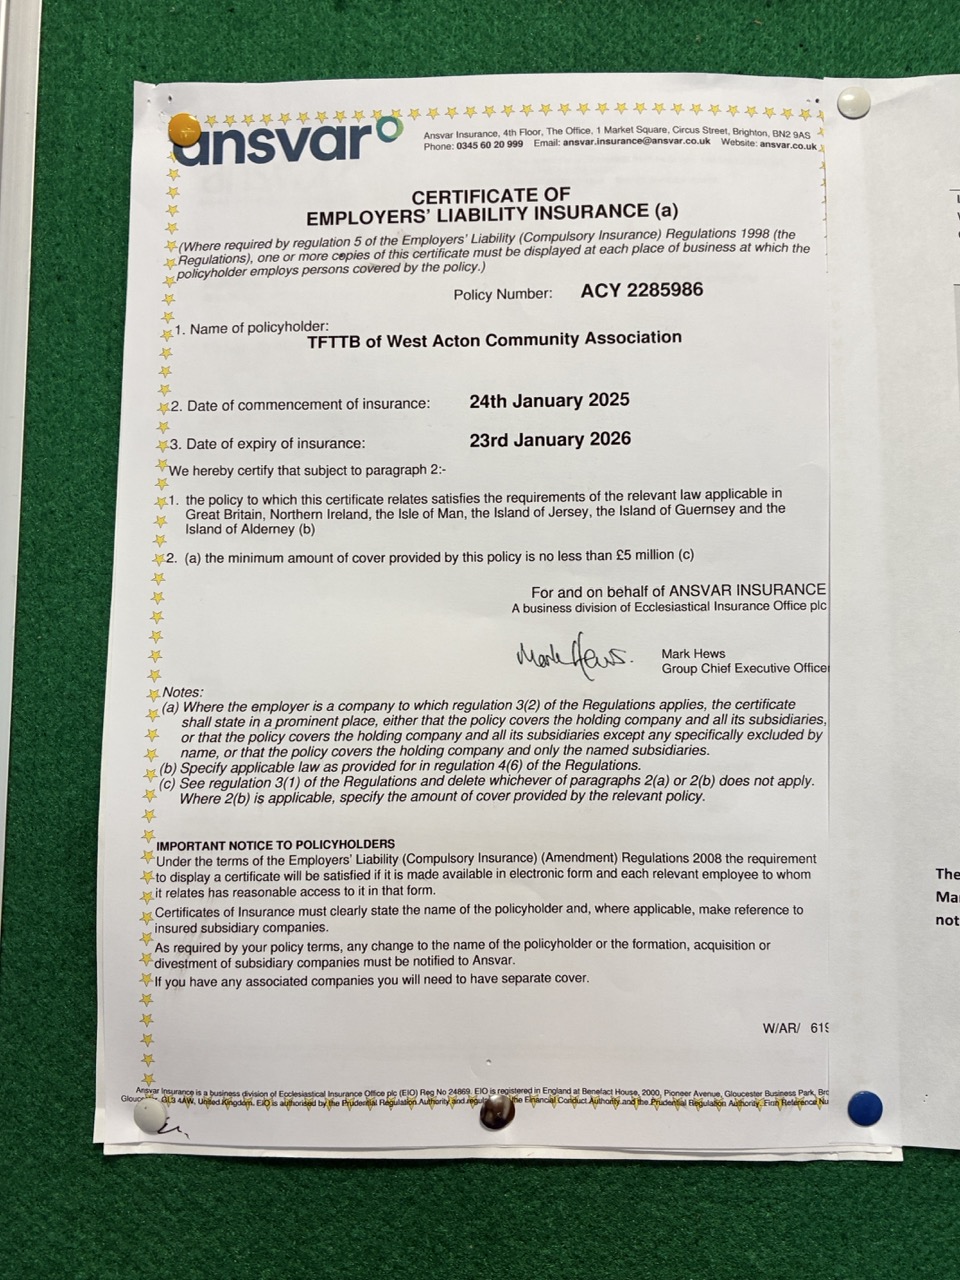 ansvar
Ansvar Insurance, 4th Floor, The Office, 1 Market Square, Circus Street, Brighton, BN2 9AS
Phone: 0345 60 20 999 Email: ansvar.insurance@ansvar.co.uk Website: ansvar.co.uk
CERTIFICATE OF
EMPLOYERS' LIABILITY INSURANCE (a)
(Where required by regulation 5 of the Employers' Liability (Compulsory Insurance) Regulations 1998 (the
Regulations), one or more copies of this certificate must be displayed at each place of business at which the
policyholder employs persons covered by the policy.)
Policy Number: ACY 2285986
1. Name of policyholder:
TFTTB of West Acton Community Association
2. Date of commencement of insurance: 24th January 2025
3. Date of expiry of insurance: 23rd January 2026
We hereby certify that subject to paragraph 2:-
1. the policy to which this certificate relates satisfies the requirements of the relevant law applicable in
Great Britain, Northern Ireland, the Isle of Man, the Island of Jersey, the Island of Guernsey and the
Island of Alderney (b)
2. (a) the minimum amount of cover provided by this policy is no less than £5 million (c)
For and on behalf of ANSVAR INSURANCE
A business division of Ecclesiastical Insurance Office plc
Mark Hews.
Mark Hews
Group Chief Executive Officer
Notes:
(a) Where the employer is a company to which regulation 3(2) of the Regulations applies, the certificate
shall state in a prominent place, either that the policy covers the holding company and all its subsidiaries,
or that the policy covers the holding company and all its subsidiaries except any specifically excluded by
name, or that the policy covers the holding company and only the named subsidiaries.
(b) Specify applicable law as provided for in regulation 4(6) of the Regulations.
(c) See regulation 3(1) of the Regulations and delete whichever of paragraphs 2(a) or 2(b) does not apply.
Where 2(b) is applicable, specify the amount of cover provided by the relevant policy.
IMPORTANT NOTICE TO POLICYHOLDERS
Under the terms of the Employers' Liability (Compulsory Insurance) (Amendment) Regulations 2008 the requirement
to display a certificate will be satisfied if it is made available in electronic form and each relevant employee to whom
it relates has reasonable access to it in that form.
Certificates of Insurance must clearly state the name of the policyholder and, where applicable, make reference to
insured subsidiary companies.
As required by your policy terms, any change to the name of the policyholder or the formation, acquisition or
divestment of subsidiary companies must be notified to Ansvar.
If you have any associated companies you will need to have separate cover.
W/AR/ 619
Ansvar Insurance is a business division of Ecclesiastical Insurance Office plc (EIO) Reg No 24869. EIO is registered in England at Benefact House, 2000, Pioneer Avenue, Gloucester Business Park,
GL3 4AW, United Kingdom. EIO is authorised by the Prudential Regulation Authority and the Financial Conduct Authority and the Prudential Regulation Authority. Firm Reference
The
not